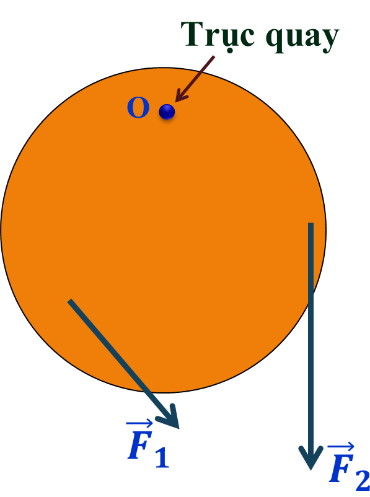 Trục quay
O
F⃗₁
F⃗₂